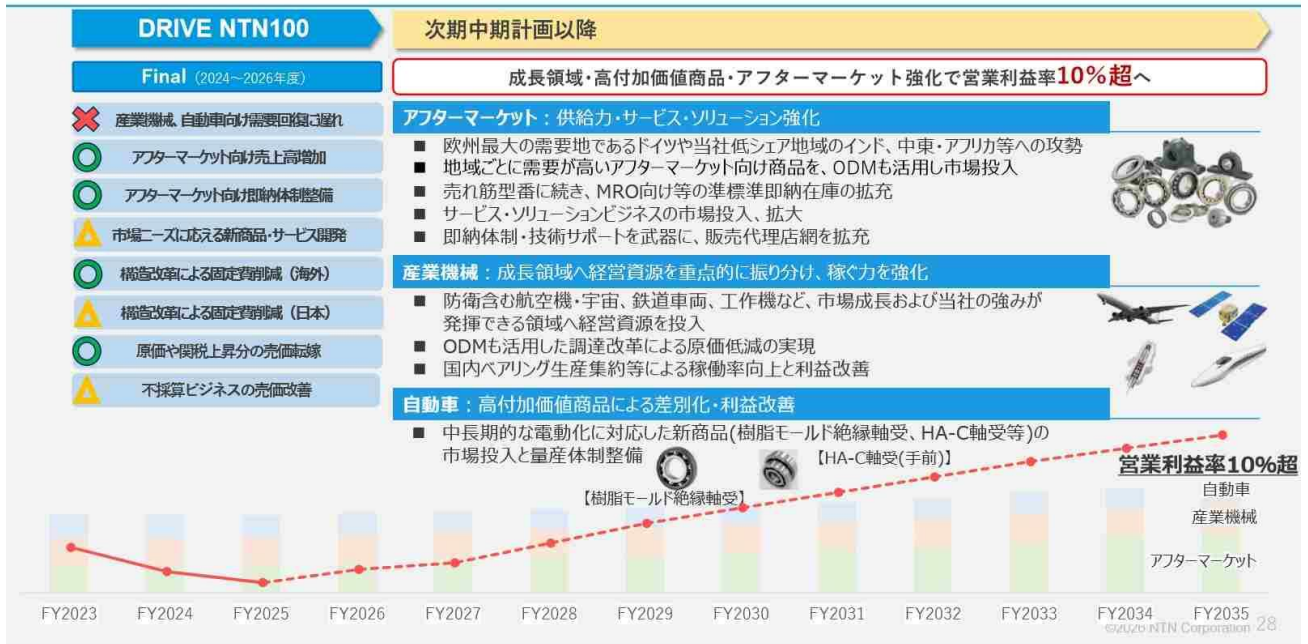 DRIVE NTN100
次期中期計画以降
Final（2024～2026年度）
成長領域・高付加価値商品・アフターマーケット強化で営業利益率10％超へ
産業機械、自動車向け需要回復に遅れ
アフターマーケット向け売上高増加
アフターマーケット向け即納体制整備
市場ニーズに応える新商品・サービス開発
構造改革による固定費削減（海外）
構造改革による固定費削減（日本）
原価や関税上昇分の売価転嫁
不採算ビジネスの売価改善
アフターマーケット：供給力・サービス・ソリューション強化
■ 欧州最大の需要地であるドイツや当社低シェア地域のインド、中東・アフリカ等への攻勢
■ 地域ごとに需要が高いアフターマーケット向け商品を、ODMも活用し市場投入
■ 売れ筋型番に続き、MRO向け等の準標準即納在庫の拡充
■ サービス・ソリューションビジネスの市場投入、拡大
■ 即納体制・技術サポートを武器に、販売代理店網を拡充
産業機械：成長領域へ経営資源を重点的に振り分け、稼ぐ力を強化
■ 防衛含む航空機・宇宙、鉄道車両、工作機など、市場成長および当社の強みが
発揮できる領域へ経営資源を投入
■ ODMも活用した調達改革による原価低減の実現
■ 国内ベアリング生産集約等による稼働率向上と利益改善
自動車：高付加価値商品による差別化・利益改善
■ 中長期的な電動化に対応した新商品(樹脂モールド絶縁軸受、HA-C軸受等)の
市場投入と量産体制整備
【HA-C軸受(手前)】
【樹脂モールド絶縁軸受】
営業利益率10％超
自動車
産業機械
アフターマーケット
FY2023 FY2024 FY2025 FY2026 FY2027 FY2028 FY2029 FY2030 FY2031 FY2032 FY2033 FY2034 FY2035
©2026 NTN Corporation 28